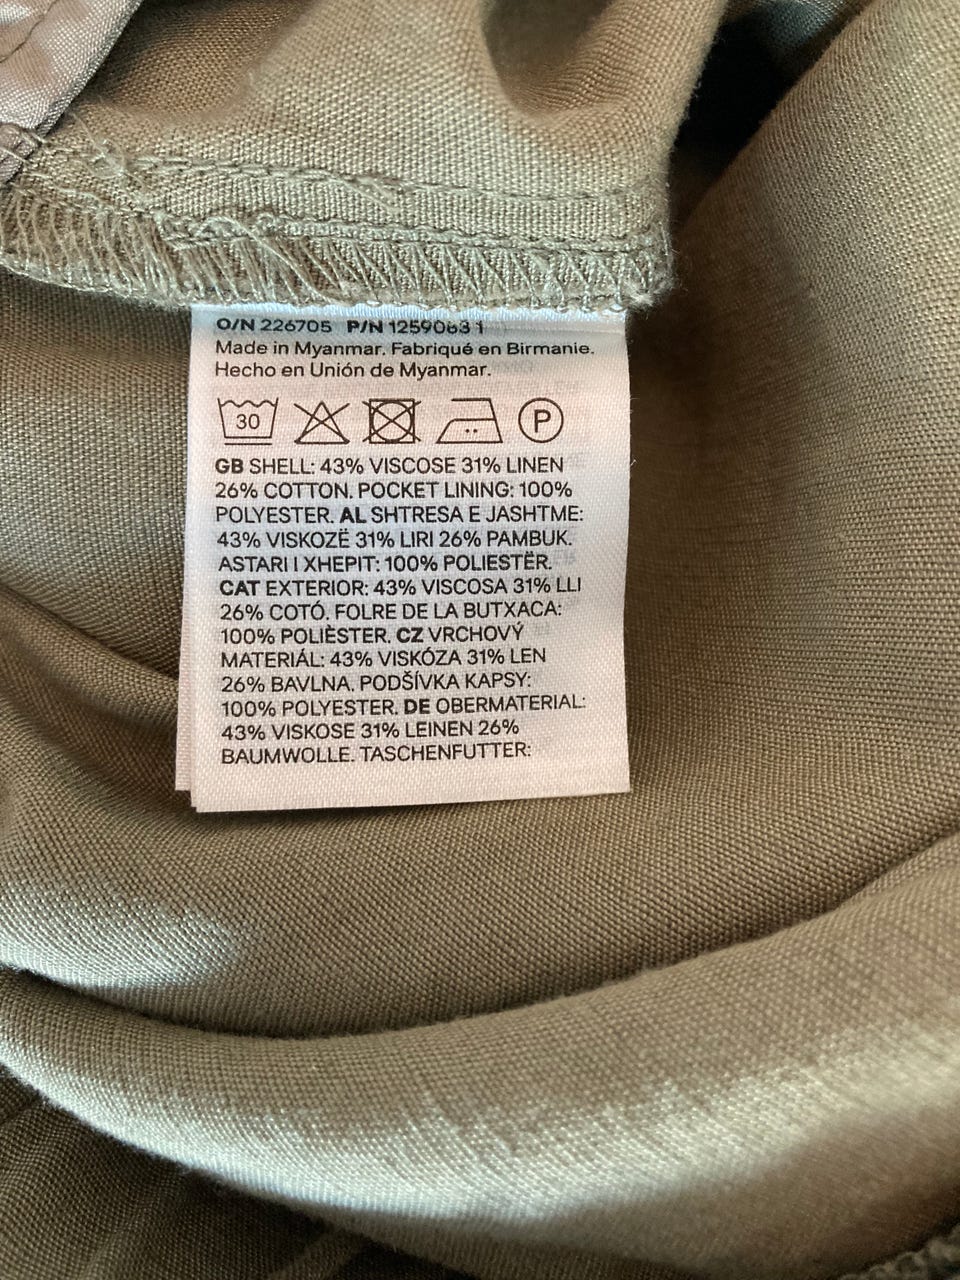 O/N 226705 P/N 1259063 1
Made in Myanmar. Fabriqué en Birmanie.
Hecho en Unión de Myanmar.
30 P
GB SHELL: 43% VISCOSE 31% LINEN
26% COTTON. POCKET LINING: 100%
POLYESTER. AL SHTRESA E JASHTME:
43% VISKOZË 31% LIRI 26% PAMBUK.
ASTARI I XHEPIT: 100% POLIESTËR.
CAT EXTERIOR: 43% VISCOSA 31% LLI
26% COTÓ. FOLRE DE LA BUTXACA:
100% POLIÈSTER. CZ VRCHOVÝ
MATERIÁL: 43% VISKÓZA 31% LEN
26% BAVLNA. PODŠÍVKA KAPSY:
100% POLYESTER. DE OBERMATERIAL:
43% VISKOSE 31% LEINEN 26%
BAUMWOLLE. TASCHENFUTTER: